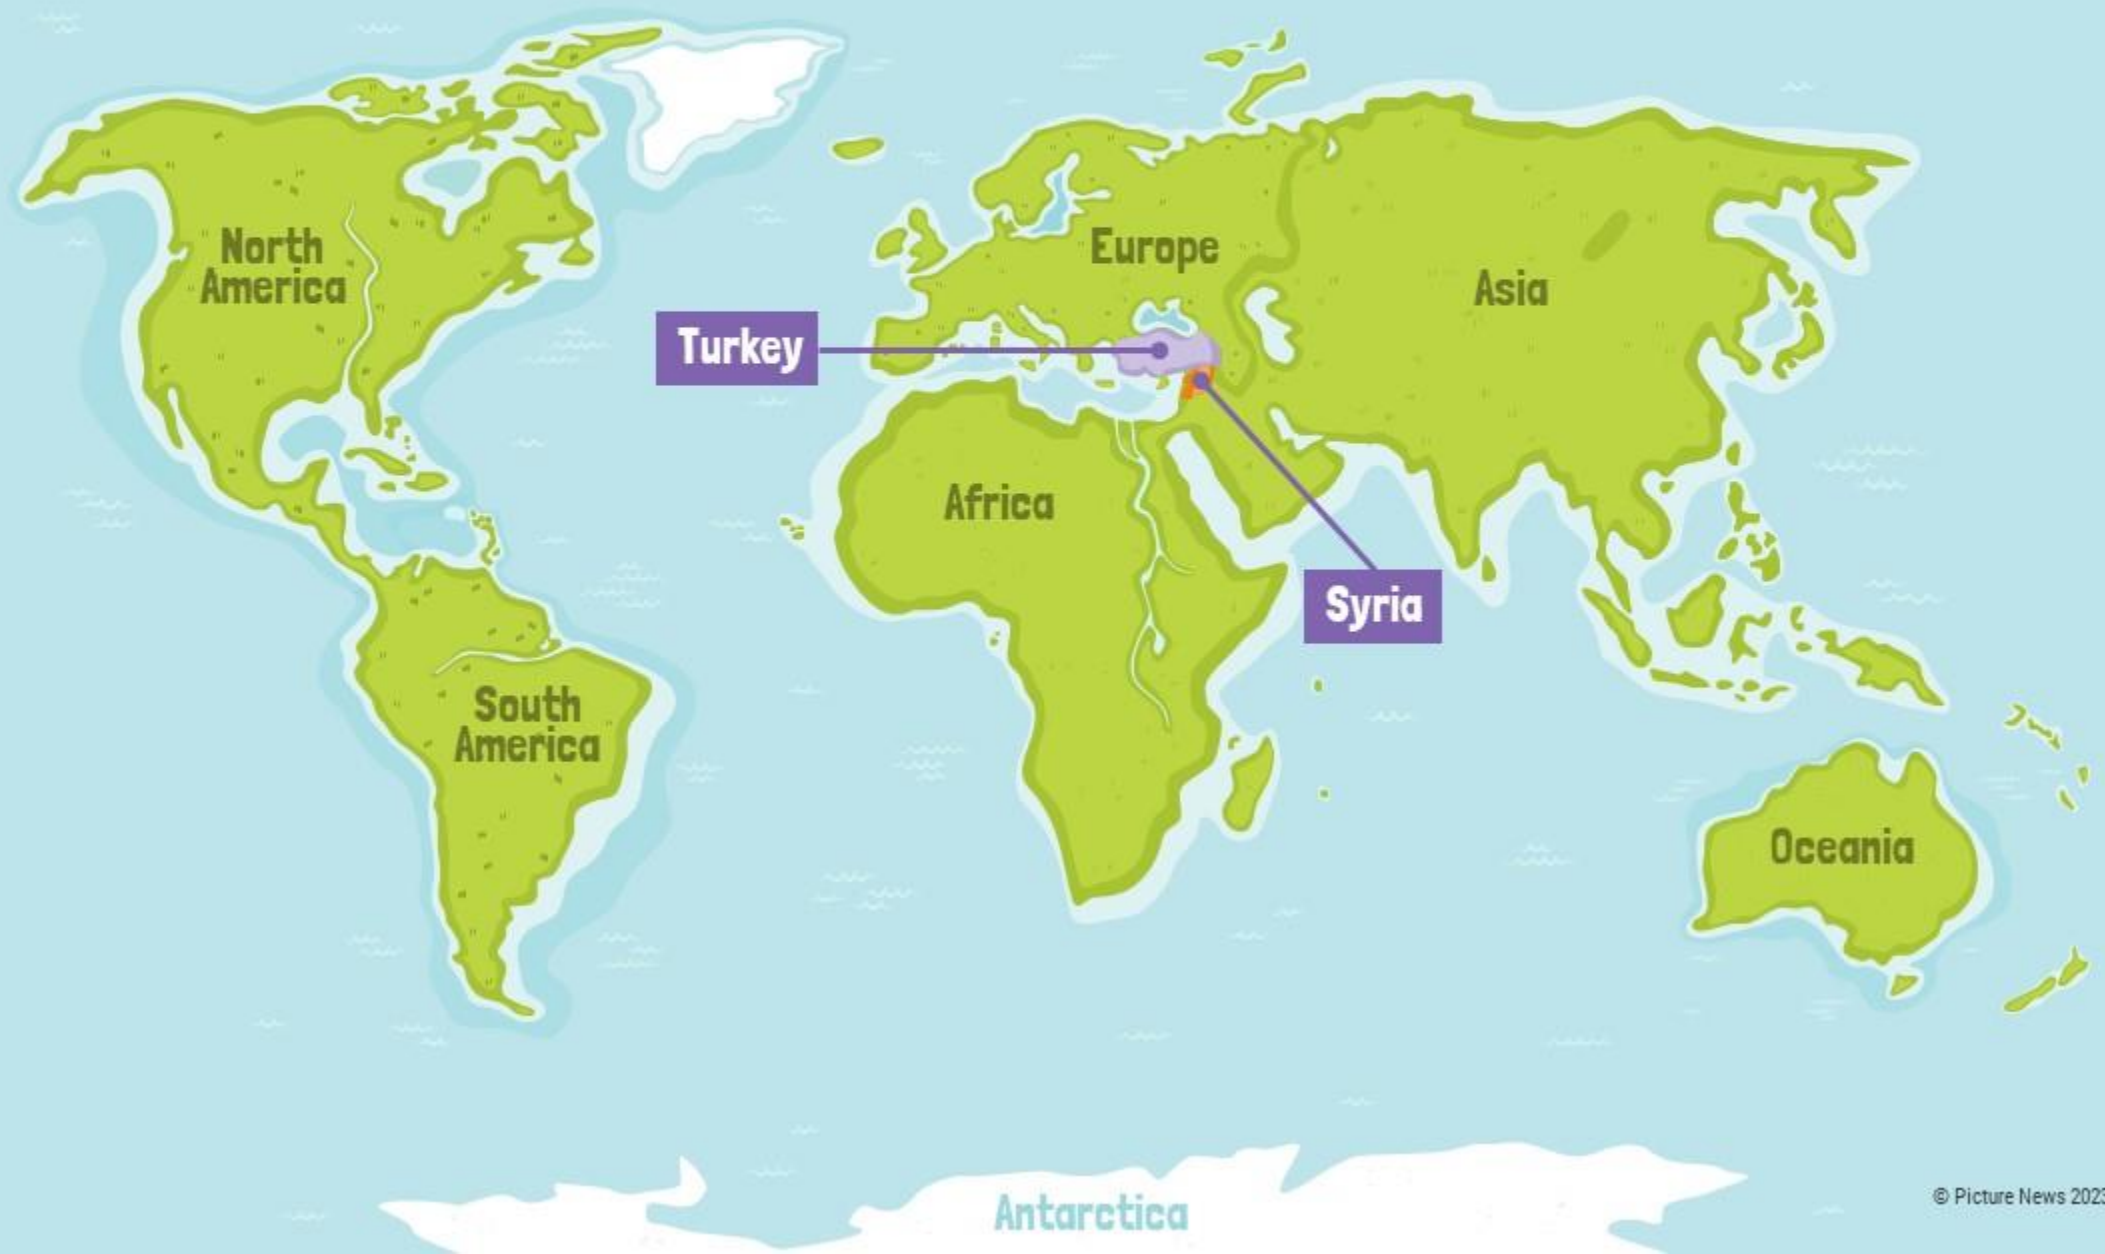 North
America
Europe
Asia
Turkey
Africa
Syria
South
America
Oceania
Antarctica
© Picture News 2023